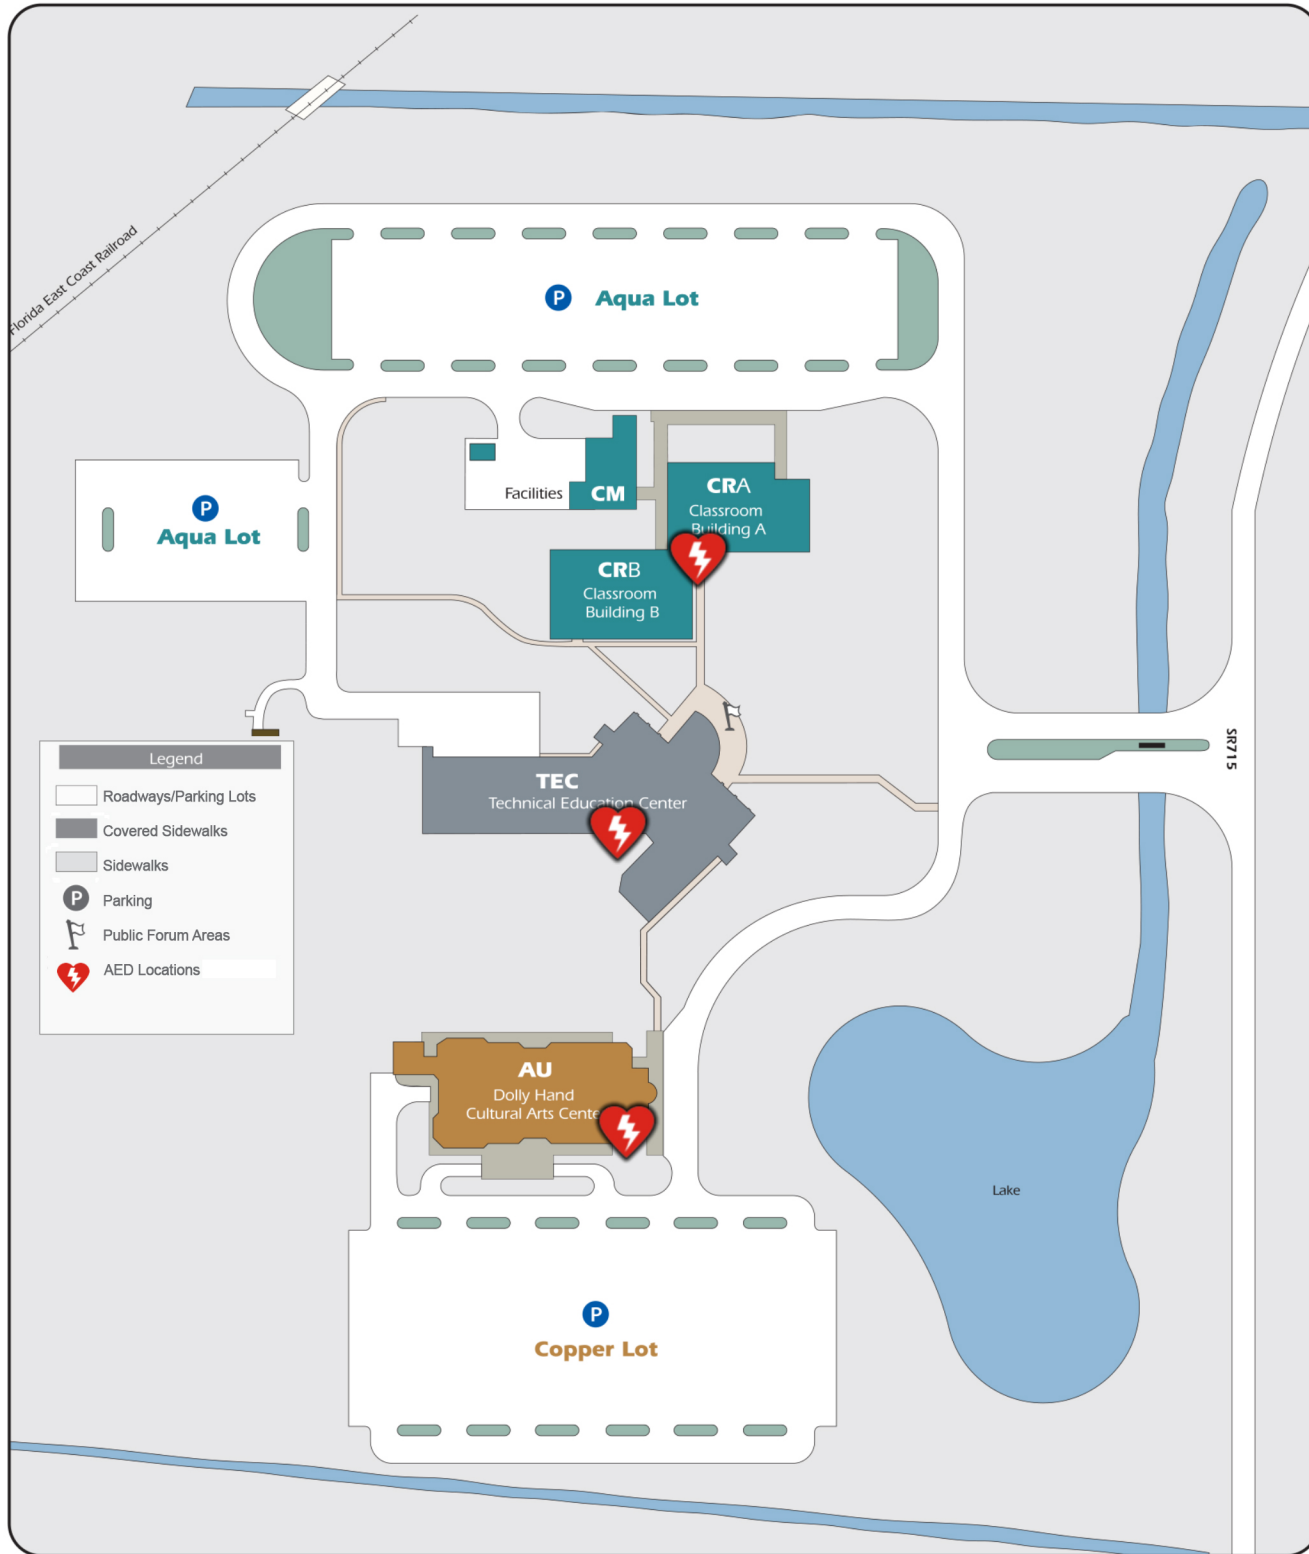 Florida East Coast Railroad
P Aqua Lot
P
Aqua Lot
Facilities
CM
CRA
Classroom
Building A
CRB
Classroom
Building B
TEC
Technical Education Center
SR715
Legend
Roadways/Parking Lots
Covered Sidewalks
Sidewalks
P Parking
Public Forum Areas
AED Locations
AU
Dolly Hand
Cultural Arts Cente
Lake
P
Copper Lot